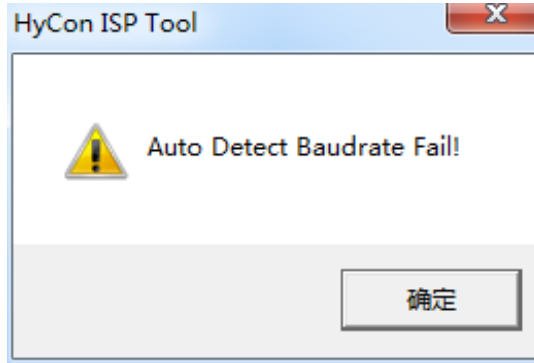 HyCon ISP Tool
Auto Detect Baudrate Fail!
确定